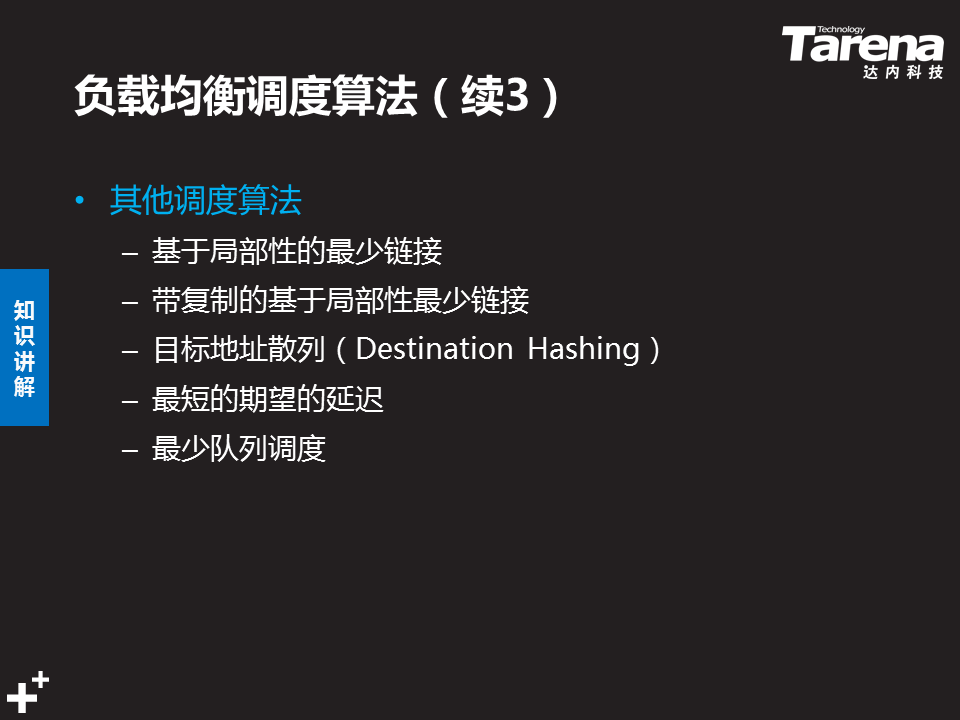 Technology
Tarena
达内科技
负载均衡调度算法（续3）
• 其他调度算法
– 基于局部性的最少链接
– 带复制的基于局部性最少链接
– 目标地址散列（Destination Hashing）
– 最短的期望的延迟
– 最少队列调度
知识讲解